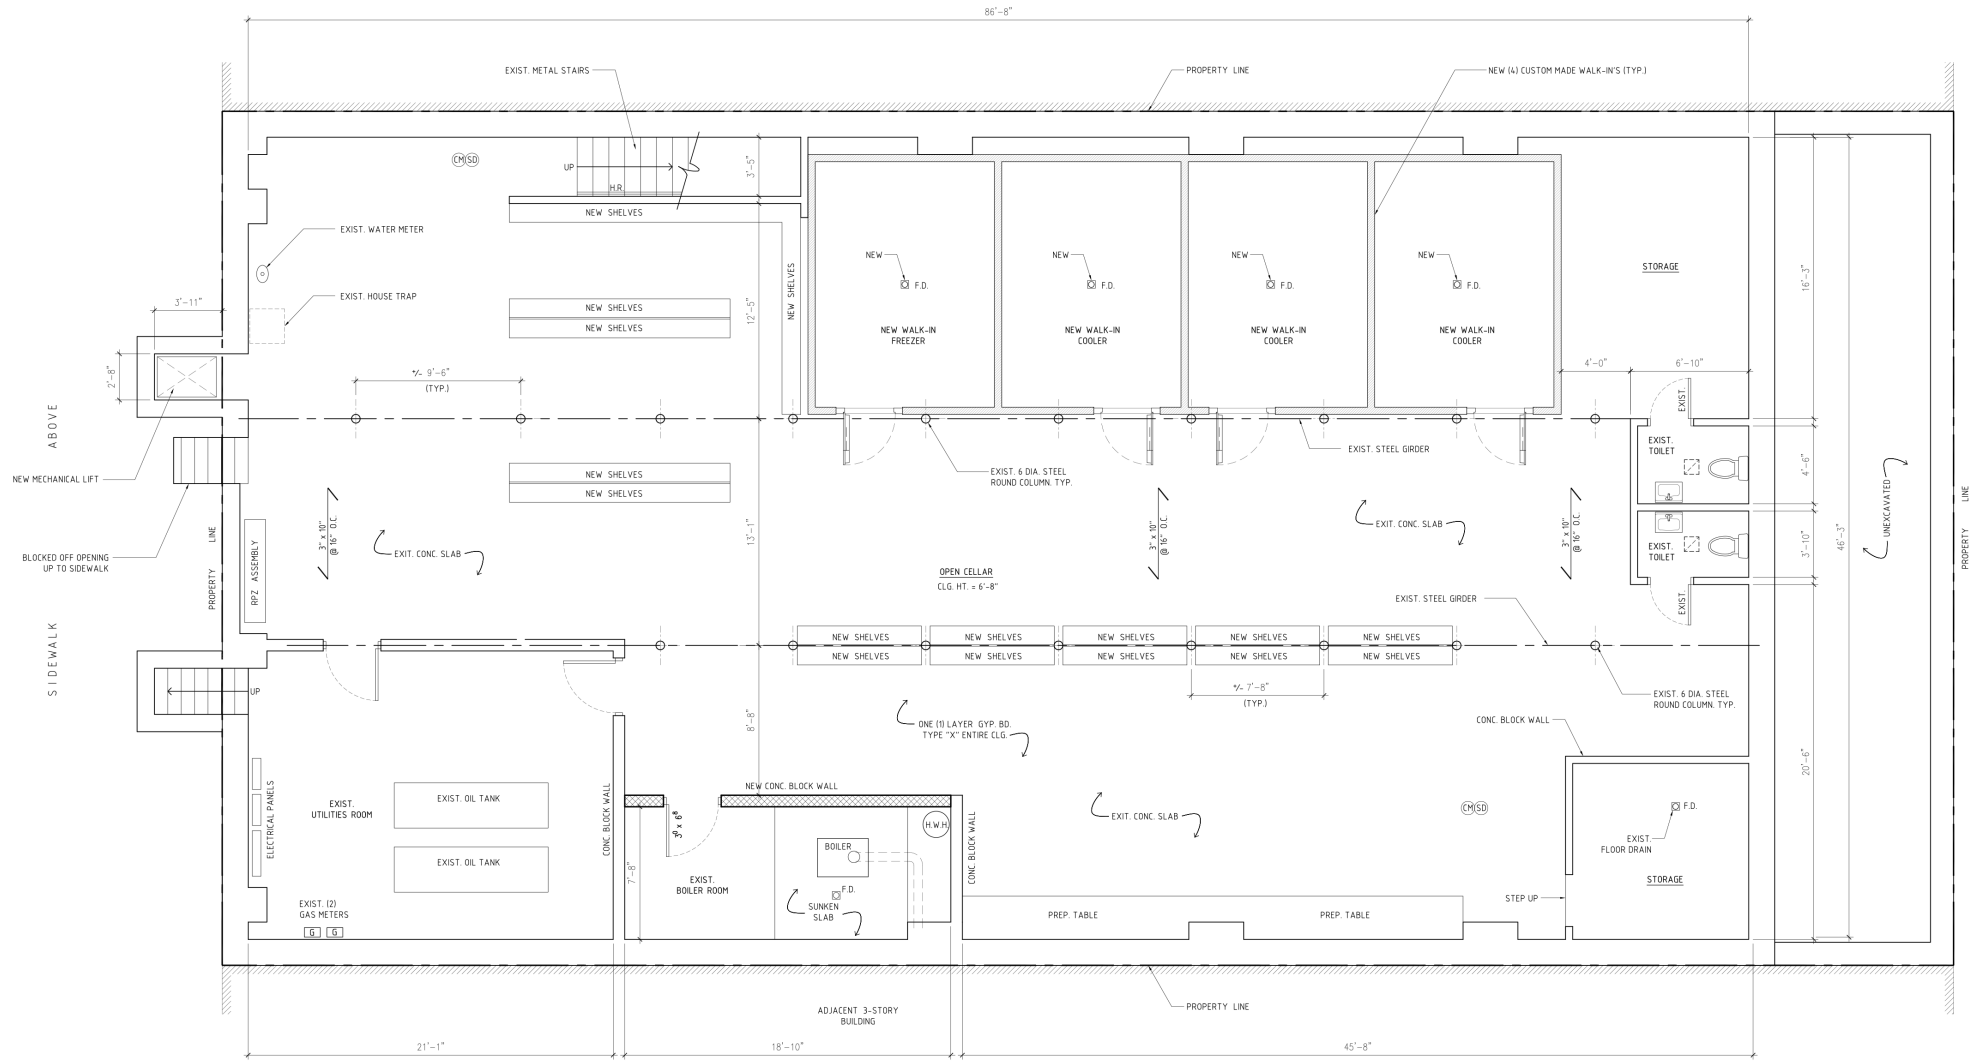 86'-8"
EXIST. METAL STAIRS
PROPERTY LINE
NEW (4) CUSTOM MADE WALK-IN'S (TYP.)
CM SD
UP
H.R.
3'-5"
NEW SHELVES
EXIST. WATER METER
NEW SHELVES
NEW
F.D.
NEW
F.D.
NEW
F.D.
NEW
F.D.
STORAGE
16'-3"
3'-11"
EXIST. HOUSE TRAP
NEW SHELVES
NEW SHELVES
12'-5"
NEW WALK-IN
FREEZER
NEW WALK-IN
COOLER
NEW WALK-IN
COOLER
NEW WALK-IN
COOLER
2'-8"
+/- 9'-6"
(TYP.)
4'-0"
6'-10"
EXIST.
ABOVE
EXIST. STEEL GIRDER
EXIST.
TOILET
4'-6"
NEW MECHANICAL LIFT
NEW SHELVES
NEW SHELVES
EXIST. 6 DIA. STEEL
ROUND COLUMN. TYP.
UNEXCAVATED
PROPERTY LINE
3" x 10"
@ 16" O.C.
3" x 10"
@ 16" O.C.
3" x 10"
@ 16" O.C.
EXIT. CONC. SLAB
EXIT. CONC. SLAB
13'-1"
46'-3"
BLOCKED OFF OPENING
UP TO SIDEWALK
PROPERTY LINE
RPZ ASSEMBLY
OPEN CELLAR
CLG. HT. = 6'-8"
EXIST.
TOILET
3'-10"
EXIST. STEEL GIRDER
EXIST.
SIDEWALK
NEW SHELVES
NEW SHELVES
NEW SHELVES
NEW SHELVES
NEW SHELVES
NEW SHELVES
NEW SHELVES
NEW SHELVES
NEW SHELVES
NEW SHELVES
UP
+/- 7'-8"
(TYP.)
EXIST. 6 DIA. STEEL
ROUND COLUMN. TYP.
8'-8"
ONE (1) LAYER GYP. BD.
TYPE "X" ENTIRE CLG.
CONC. BLOCK WALL
20'-6"
ELECTRICAL PANELS
EXIST.
UTILITIES ROOM
EXIST. OIL TANK
EXIST. OIL TANK
CONC. BLOCK WALL
NEW CONC. BLOCK WALL
3⁰ x 6⁸
7'-8"
H.W.H.
BOILER
EXIST.
BOILER ROOM
F.D.
SUNKEN
SLAB
CONC. BLOCK WALL
EXIT. CONC. SLAB
CM SD
F.D.
EXIST.
FLOOR DRAIN
STORAGE
STEP UP
EXIST. (2)
GAS METERS
G G
PREP. TABLE
PREP. TABLE
PROPERTY LINE
ADJACENT 3-STORY
BUILDING
21'-1"
18'-10"
45'-8"